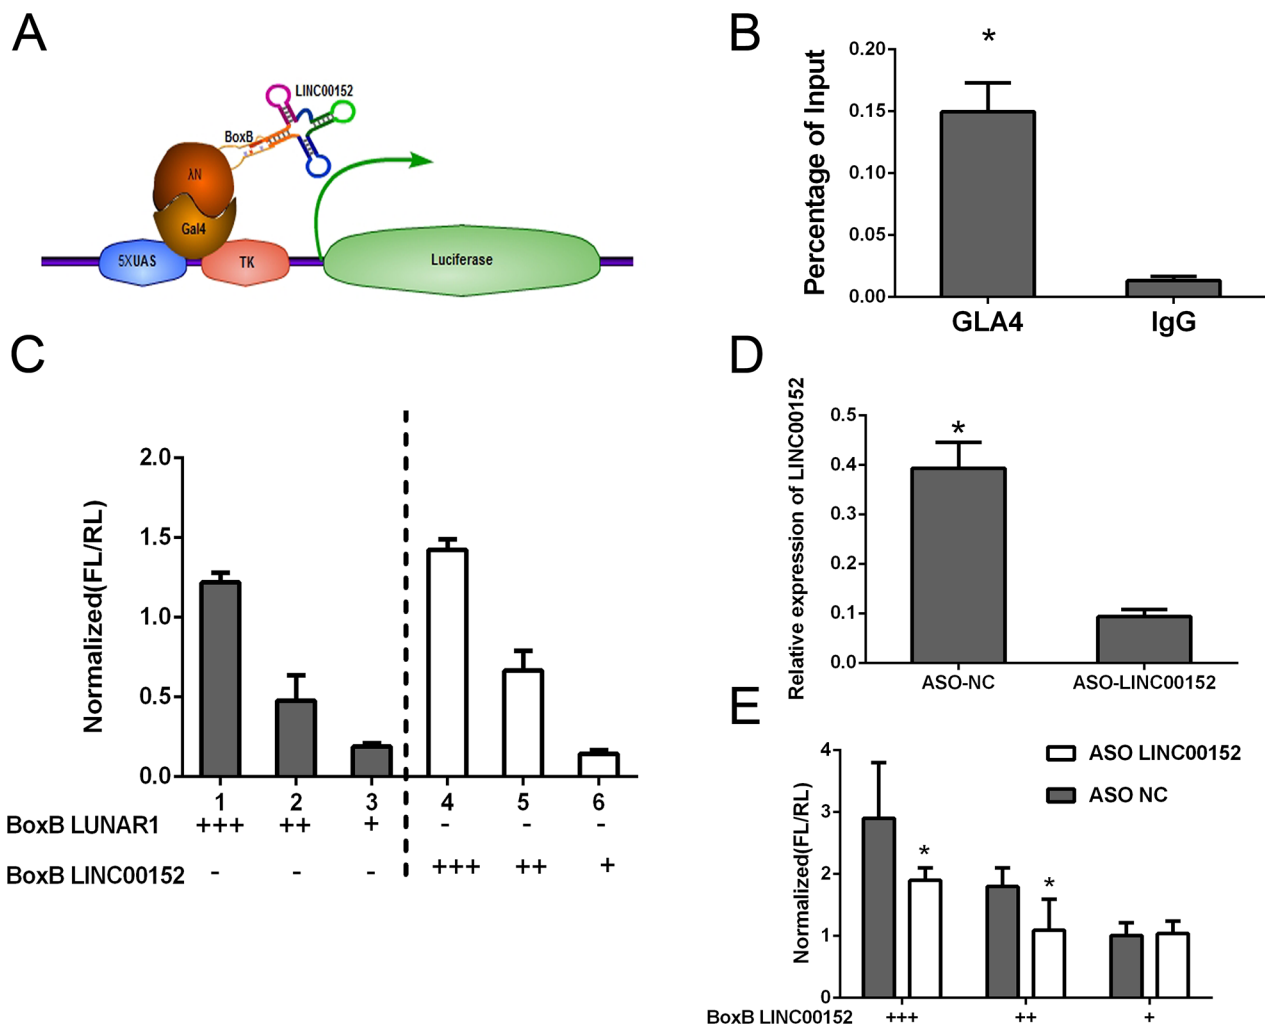 A
LINC00152
BoxB
λN
Gal4
5XUAS
TK
Luciferase
B
Percentage of Input
0.20
0.15
0.10
0.05
0.00
*
GLA4
IgG
C
Normalized(FL/RL)
2.0
1.5
1.0
0.5
0.0
1 2 3 4 5 6
BoxB LUNAR1 +++ ++ + - - -
BoxB LINC00152 - - - +++ ++ +
D
Relative expression of LINC00152
0.5
0.4
0.3
0.2
0.1
0.0
*
ASO-NC
ASO-LINC00152
E
Normalized(FL/RL)
4
3
2
1
0
ASO LINC00152
ASO NC
*
*
BoxB LINC00152 +++ ++ +